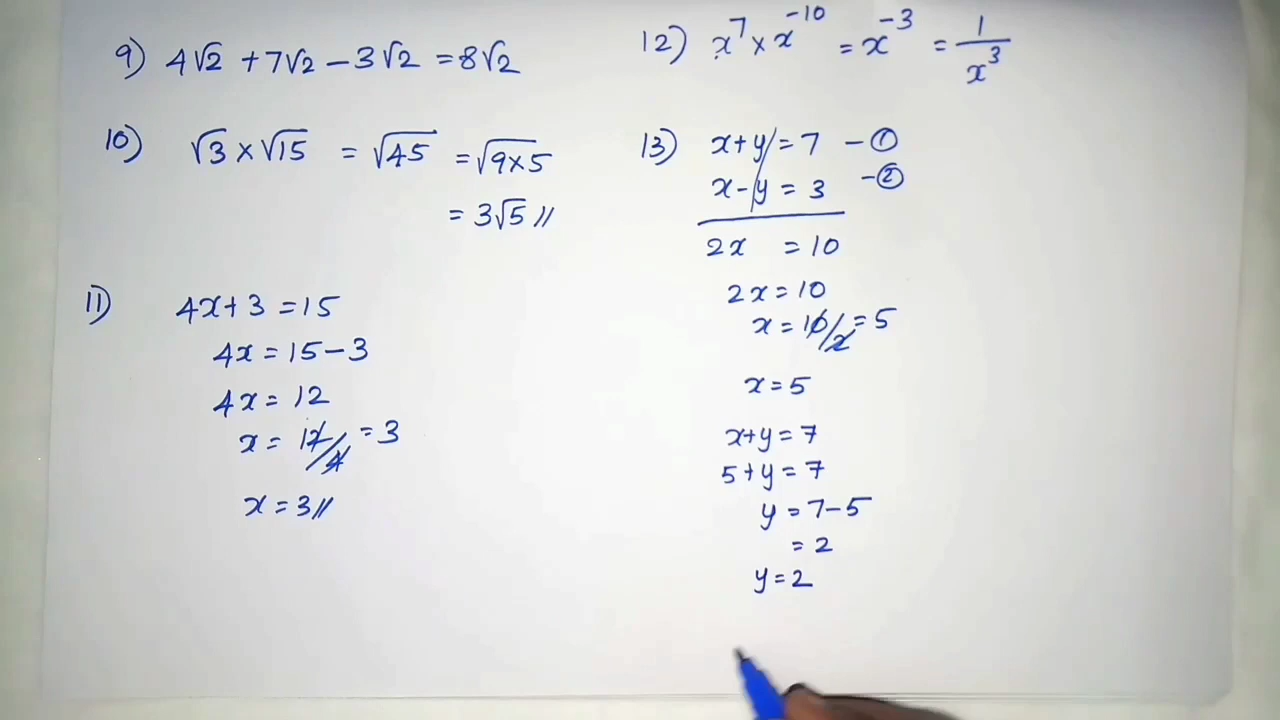 9) 4√2 + 7√2 - 3√2 = 8√2
10) √3 × √15 = √45 = √9×5
= 3√5 //
11) 4x + 3 = 15
4x = 15 - 3
4x = 12
x = 12/4 = 3
x = 3 //
12) x⁷ × x⁻¹⁰ = x⁻³ = 1/x³
13) x + y = 7 - ①
x - y = 3 - ②
2x = 10
2x = 10
x = 10/2 = 5
x = 5
x + y = 7
5 + y = 7
y = 7 - 5
= 2
y = 2